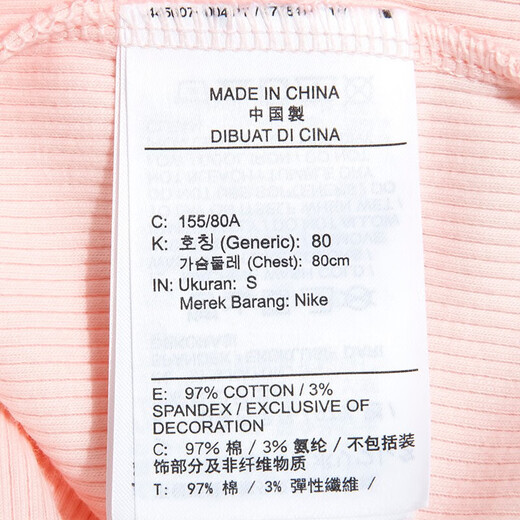 MADE IN CHINA
中国製
DIBUAT DI CINA
C: 155/80A
K: 호칭 (Generic): 80
가슴둘레 (Chest): 80cm
IN: Ukuran: S
Merek Barang: Nike
E: 97% COTTON / 3%
SPANDEX / EXCLUSIVE OF
DECORATION
C: 97% 棉 / 3% 氨纶 / 不包括装
饰部分及非纤维物质
T: 97% 棉 / 3% 彈性纖維 /